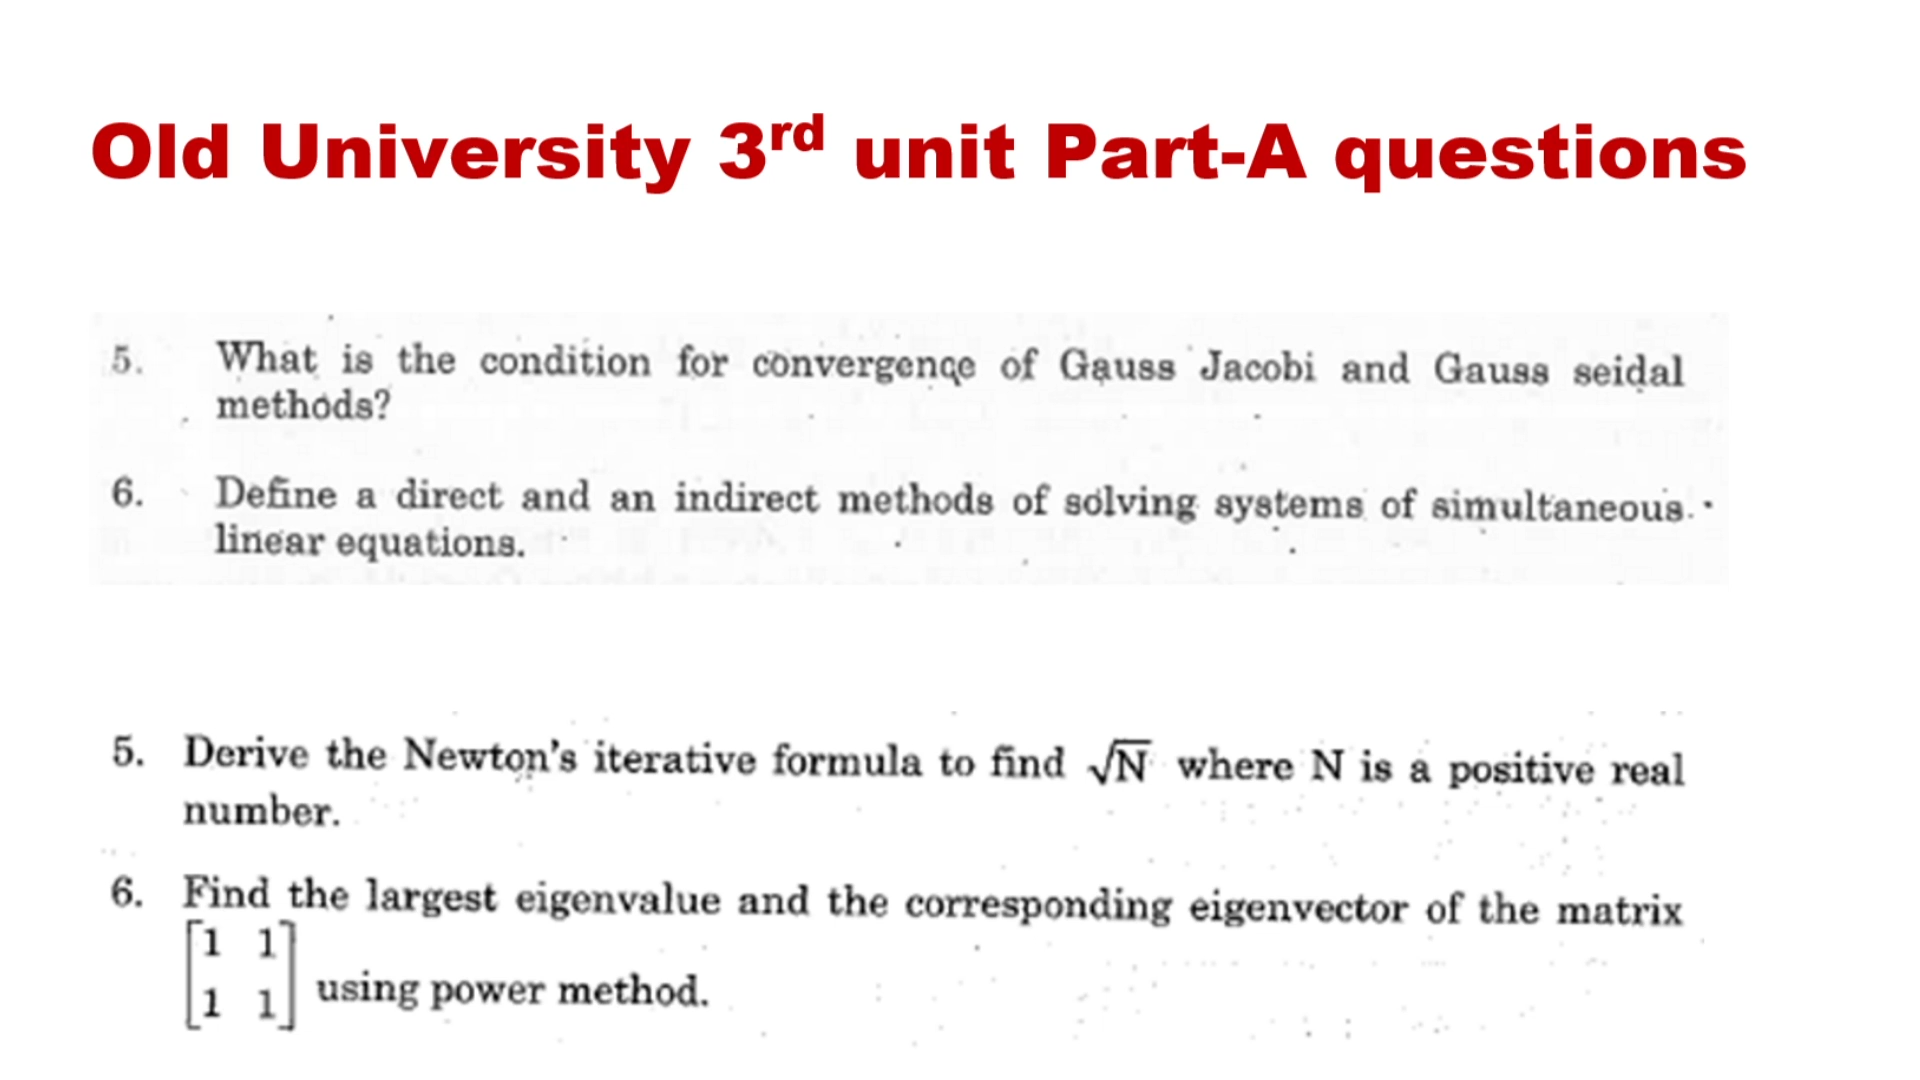 Old University 3rd unit Part-A questions
5. What is the condition for convergence of Gauss Jacobi and Gauss seidal
methods?
6. Define a direct and an indirect methods of solving systems of simultaneous
linear equations.
5. Derive the Newton's iterative formula to find √N where N is a positive real
number.
6. Find the largest eigenvalue and the corresponding eigenvector of the matrix
[1 1
1 1] using power method.